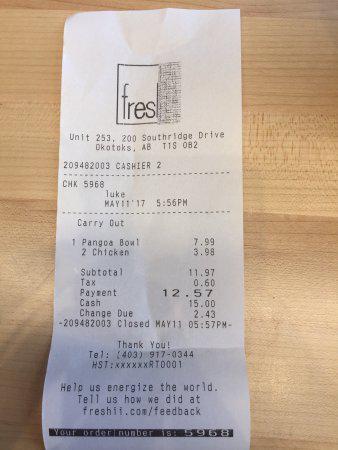 fres
Unit 253, 200 Southridge Drive
Okotoks, AB T1S 0B2
209482003 CASHIER 2
CHK 5968
luke
MAY11'17 5:56PM
Carry Out
1 Pangoa Bowl 7.99
2 Chicken 3.98
Subtotal 11.97
Tax 0.60
Payment 12.57
Cash 15.00
Change Due 2.43
-209482003 Closed MAY11 05:57PM-
Thank You!
Tel: (403) 917-0344
HST:xxxxxxRT0001
Help us energize the world.
Tell us how we did at
freshii.com/feedback
Your order number is: 5968